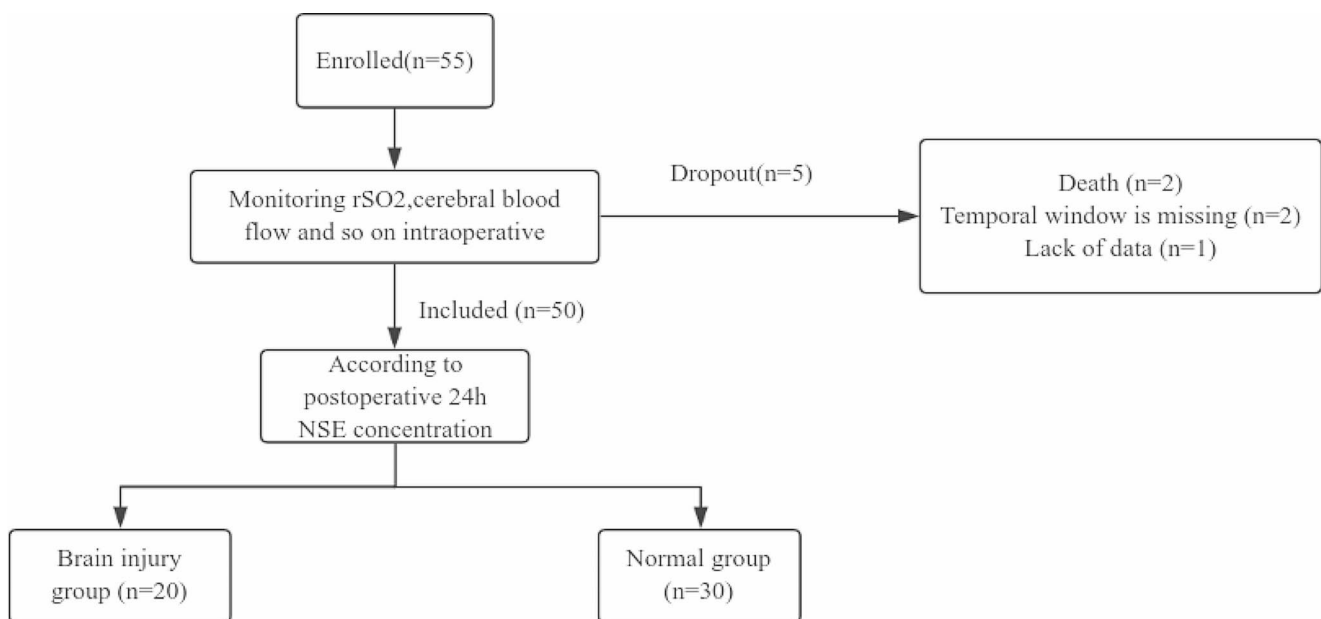 Enrolled(n=55)
Monitoring rSO2,cerebral blood
flow and so on intraoperative
Dropout(n=5)
Death (n=2)
Temporal window is missing (n=2)
Lack of data (n=1)
Included (n=50)
According to
postoperative 24h
NSE concentration
Brain injury
group (n=20)
Normal group
(n=30)